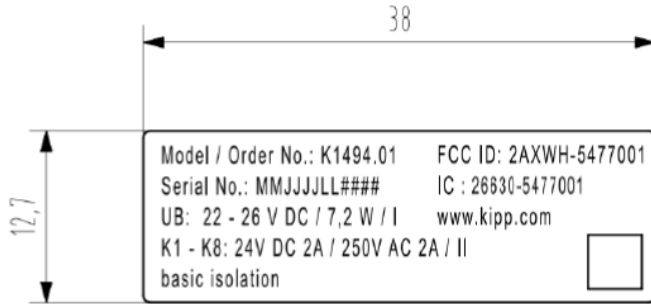 38
12,7
Model / Order No.: K1494.01 FCC ID: 2AXWH-5477001
Serial No.: MMJJJJLL#### IC : 26630-5477001
UB: 22 - 26 V DC / 7,2 W / I www.kipp.com
K1 - K8: 24V DC 2A / 250V AC 2A / II
basic isolation